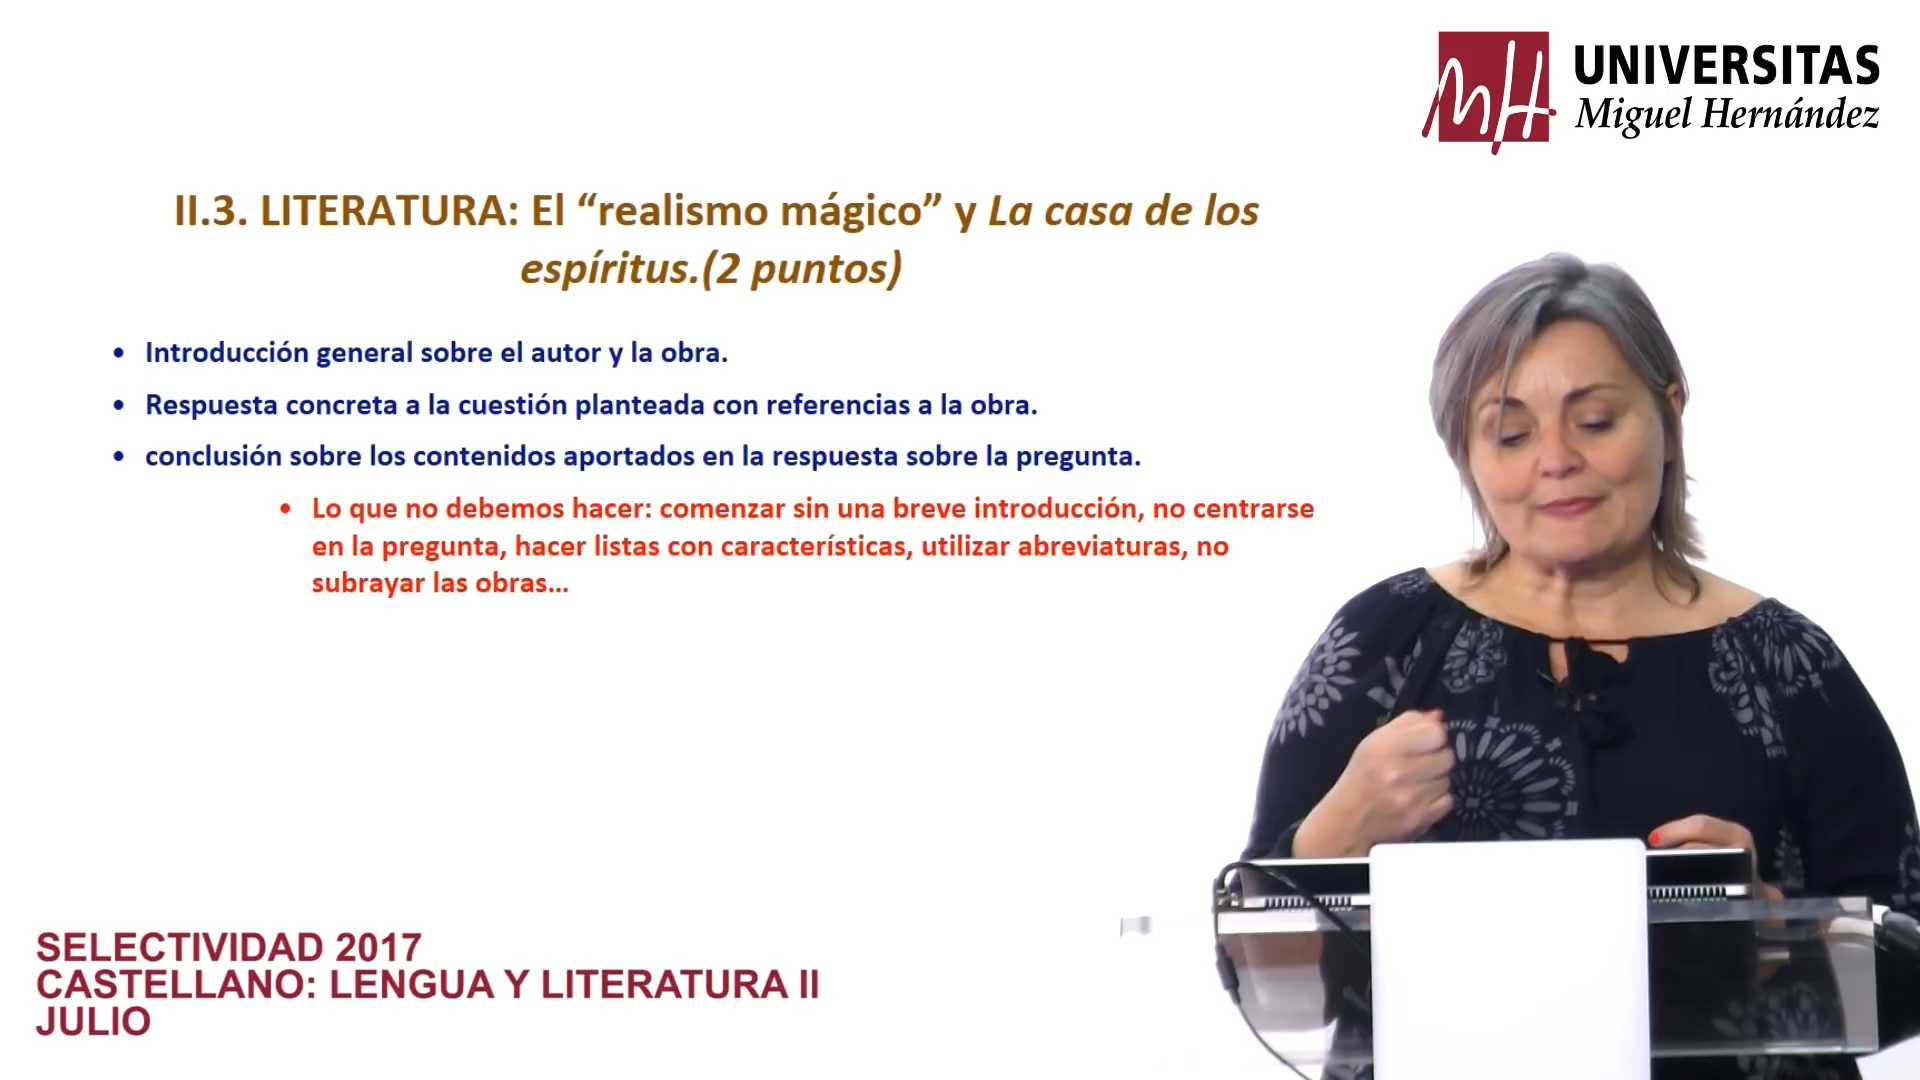 UNIVERSITAS
Miguel Hernández
II.3. LITERATURA: El “realismo mágico” y La casa de los
espíritus.(2 puntos)
• Introducción general sobre el autor y la obra.
• Respuesta concreta a la cuestión planteada con referencias a la obra.
• conclusión sobre los contenidos aportados en la respuesta sobre la pregunta.
• Lo que no debemos hacer: comenzar sin una breve introducción, no centrarse
en la pregunta, hacer listas con características, utilizar abreviaturas, no
subrayar las obras...
SELECTIVIDAD 2017
CASTELLANO: LENGUA Y LITERATURA II
JULIO